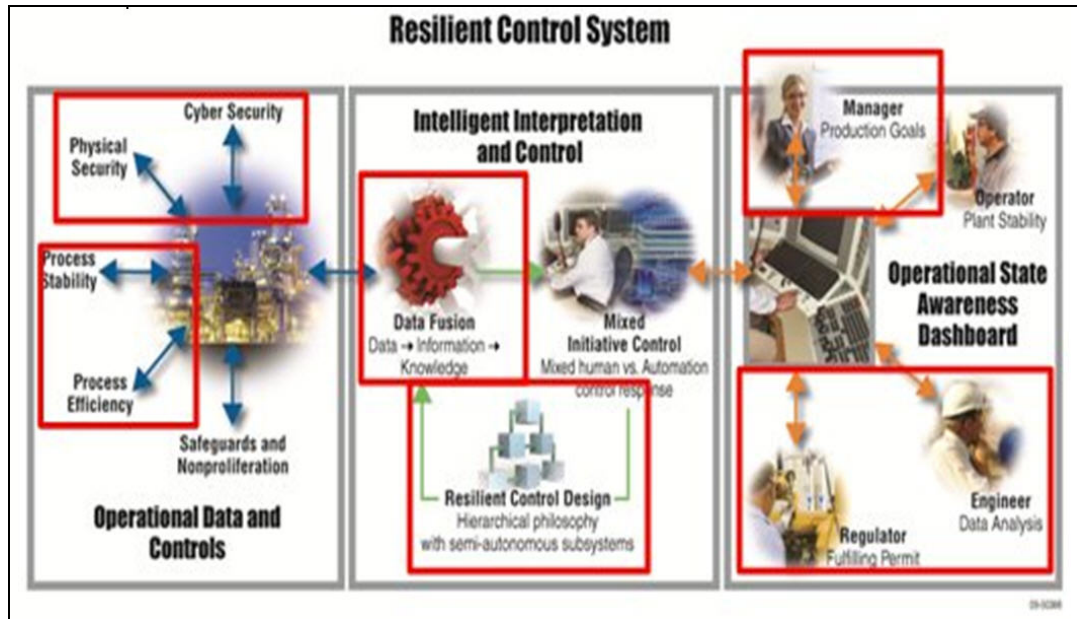 Resilient Control System
Cyber Security
Physical
Security
Process
Stability
Process
Efficiency
Safeguards and
Nonproliferation
Operational Data and
Controls
Intelligent Interpretation
and Control
Data Fusion
Data → Information →
Knowledge
Mixed
Initiative Control
Mixed human vs. Automation
control response
Resilient Control Design
Hierarchical philosophy
with semi-autonomous subsystems
Manager
Production Goals
Operator
Plant Stability
Operational State
Awareness
Dashboard
Regulator
Fulfilling Permit
Engineer
Data Analysis